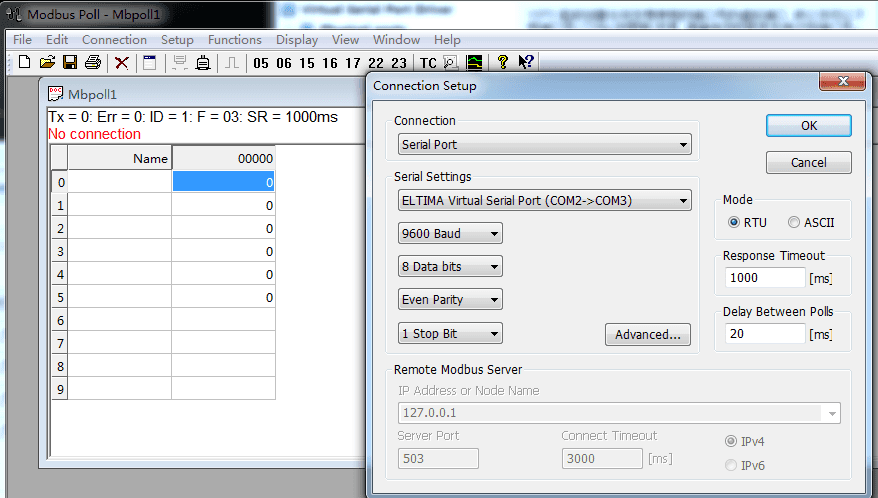 Modbus Poll - Mbpoll1
File Edit Connection Setup Functions Display View Window Help
05 06 15 16 17 22 23 TC
Mbpoll1
Tx = 0: Err = 0: ID = 1: F = 03: SR = 1000ms
No connection
Name 00000
0 0
1 0
2 0
3 0
4 0
5 0
6
7
8
9
Connection Setup
Connection
Serial Port
OK
Cancel
Serial Settings
ELTIMA Virtual Serial Port (COM2->COM3)
9600 Baud
8 Data bits
Even Parity
1 Stop Bit
Advanced...
Mode
RTU ASCII
Response Timeout
1000 [ms]
Delay Between Polls
20 [ms]
Remote Modbus Server
IP Address or Node Name
127.0.0.1
Server Port Connect Timeout
503 3000 [ms]
IPv4
IPv6